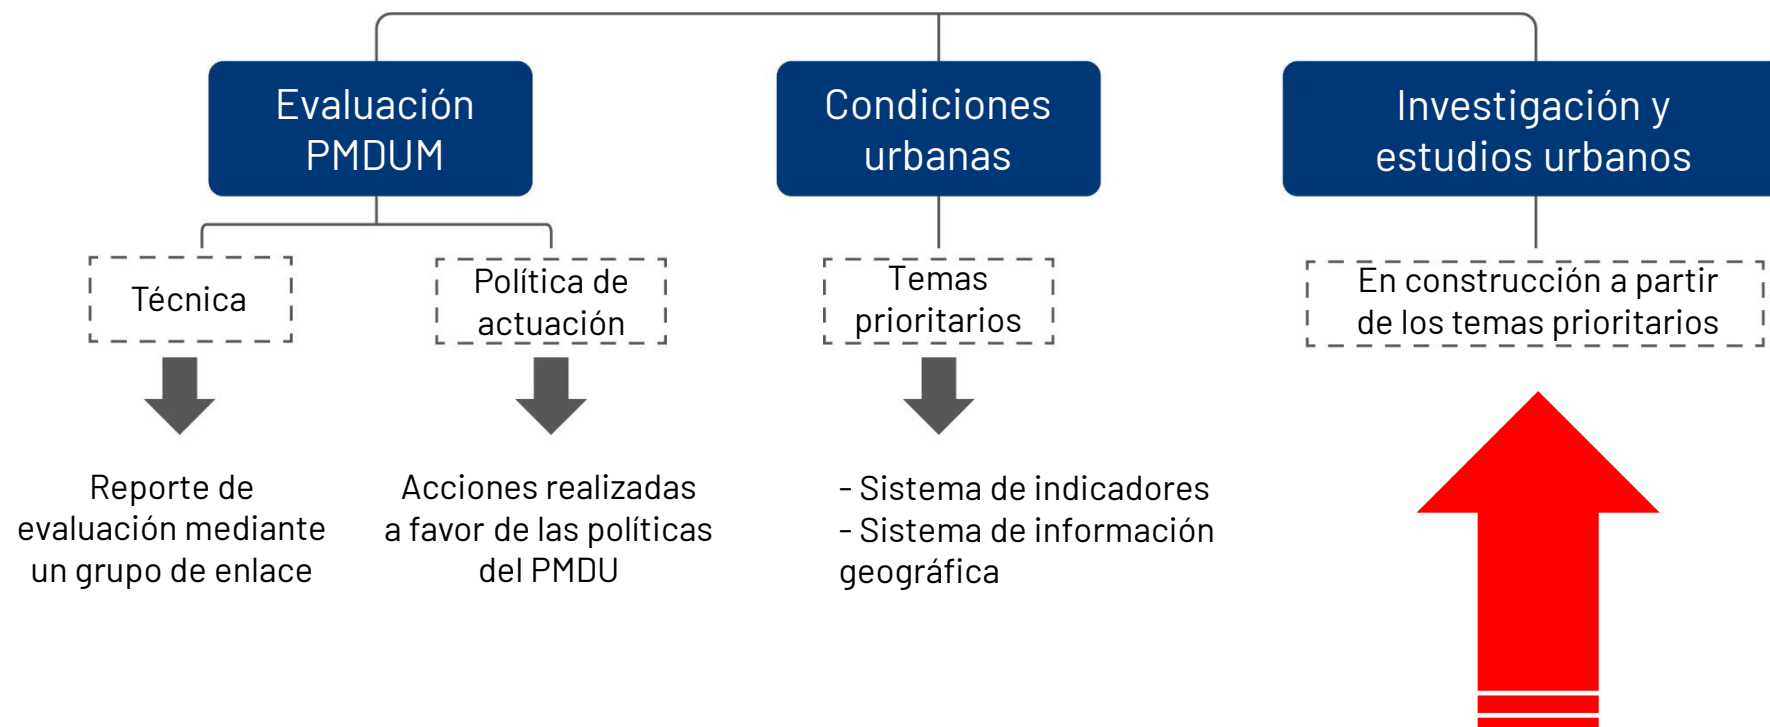 Evaluación
PMDUM
Condiciones
urbanas
Investigación y
estudios urbanos
Técnica
Política de
actuación
Temas
prioritarios
En construcción a partir
de los temas prioritarios
Reporte de
evaluación mediante
un grupo de enlace
Acciones realizadas
a favor de las políticas
del PMDU
- Sistema de indicadores
- Sistema de información
geográfica